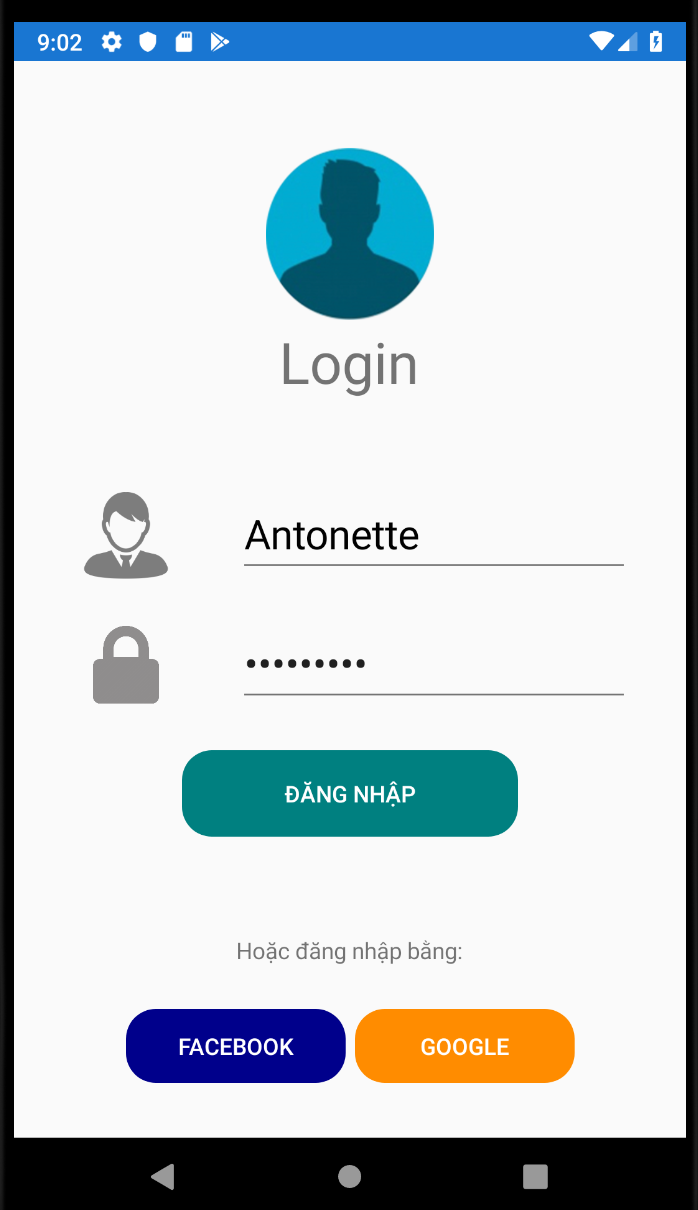 9:02
Login
Antonette
•••••••••
ĐĂNG NHẬP
Hoặc đăng nhập bằng:
FACEBOOK
GOOGLE